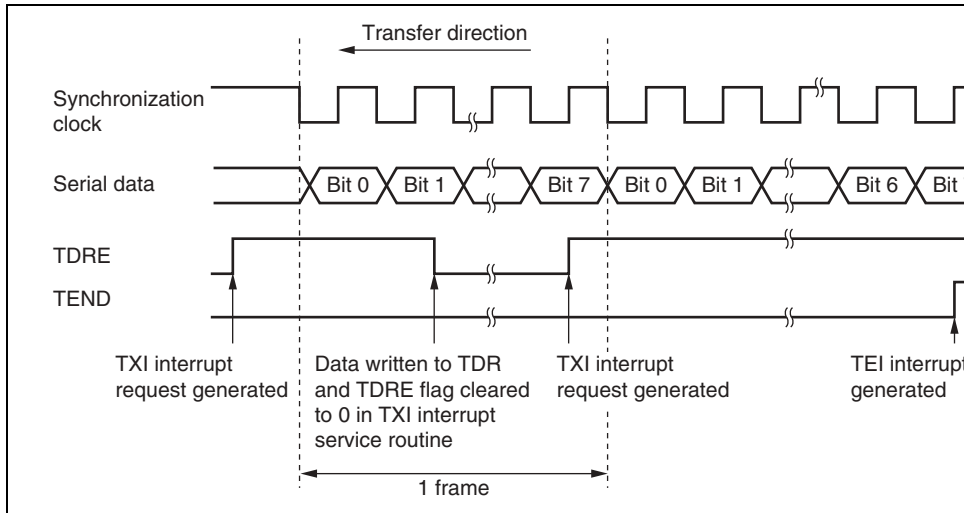 Transfer direction
Synchronization
clock
Serial data
Bit 0
Bit 1
Bit 7
Bit 0
Bit 1
Bit 6
Bit
TDRE
TEND
TXI interrupt
request generated
Data written to TDR
and TDRE flag cleared
to 0 in TXI interrupt
service routine
TXI interrupt
request generated
TEI interrupt
generated
1 frame